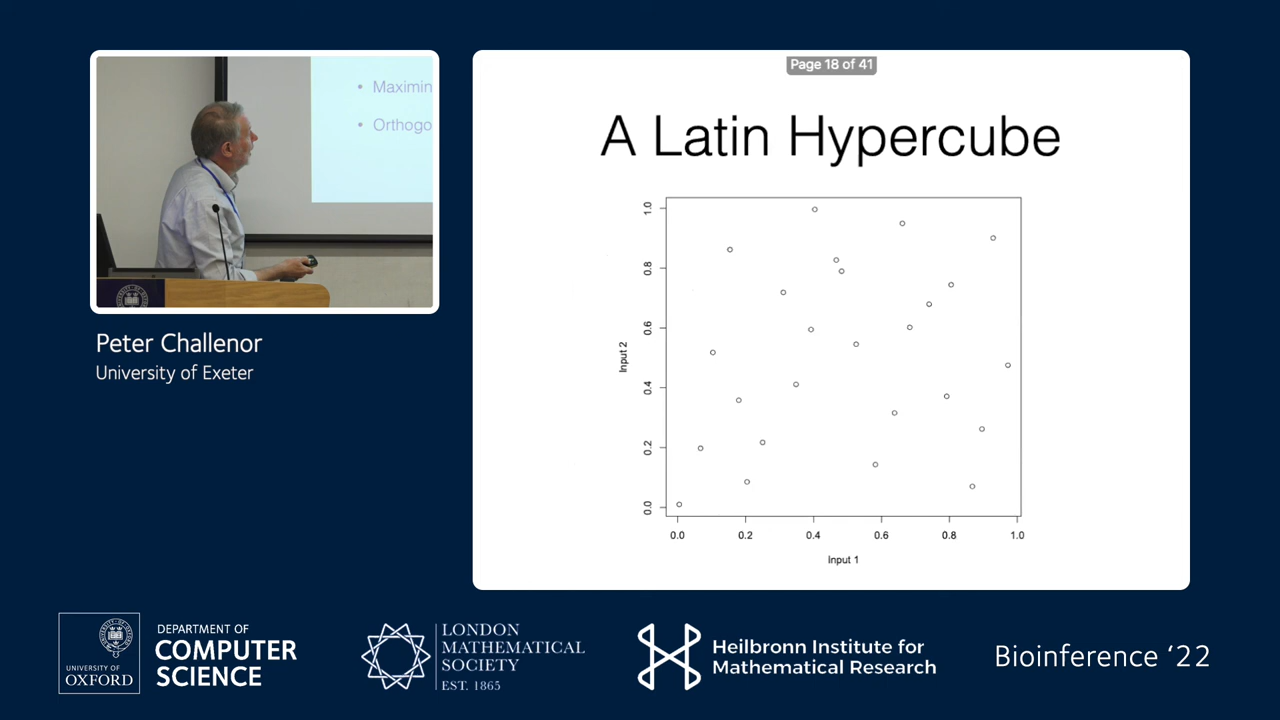 • Maximin
• Orthogo
Peter Challenor
University of Exeter
Page 18 of 41
A Latin Hypercube
1.0
0.8
0.6
0.4
0.2
0.0
Input 2
0.0 0.2 0.4 0.6 0.8 1.0
Input 1
UNIVERSITY OF
OXFORD
DEPARTMENT OF
COMPUTER
SCIENCE
LONDON
MATHEMATICAL
SOCIETY
EST. 1865
Heilbronn Institute for
Mathematical Research
Bioinference ‘22